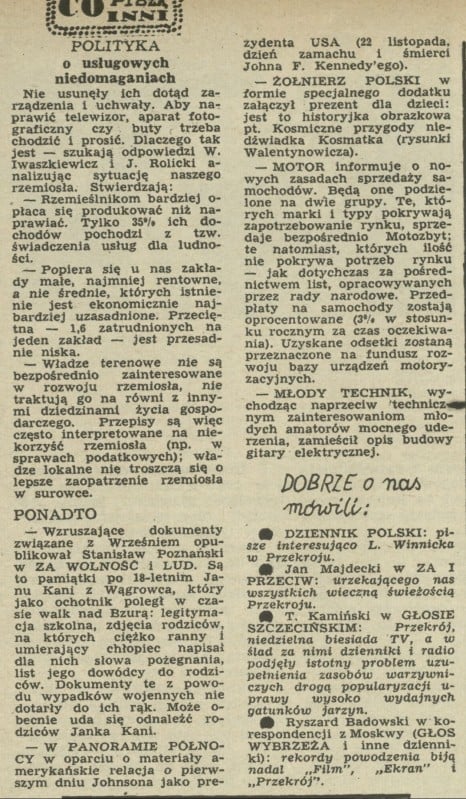 CO PISZĄ
INNI
POLITYKA
o usługowych
niedomaganiach
Nie usunęły ich dotąd za-
rządzenia i uchwały. Aby na-
prawić telewizor, aparat foto-
graficzny czy buty trzeba
chodzić i prosić. Dlaczego tak
jest — szukają odpowiedzi W.
Iwaszkiewicz i J. Rolicki a-
nalizując sytuację naszego
rzemiosła. Stwierdzają:
— Rzemieślnikom bardziej o-
płaca się produkować niż na-
prawiać. Tylko 35% ich do-
chodów pochodzi z tzw.
świadczenia usług dla ludno-
ści.
— Popiera się u nas zakła-
dy małe, najmniej rentowne,
a nie średnie, których istnie-
nie jest ekonomicznie naj-
bardziej uzasadnione. Przecię-
tna — 1,6 zatrudnionych na
jeden zakład — jest przesad-
nie niska.
— Władze terenowe nie są
bezpośrednio zainteresowane
w rozwoju rzemiosła, nie
traktują go na równi z inny-
mi dziedzinami życia gospo-
darczego. Przepisy są więc
często interpretowane na nie-
korzyść rzemiosła (np. w
sprawach podatkowych); wła-
dze lokalne nie troszczą się o
lepsze zaopatrzenie rzemiosła
w surowce.
PONADTO
— Wzruszające dokumenty
związane z Wrześniem opu-
blikował Stanisław Poznański
w ZA WOLNOŚĆ i LUD. Są
to pamiątki po 18-letnim Ja-
nu Kani z Wągrowca, który
jako ochotnik poległ w cza-
sie walk nad Bzurą: legityma-
cja szkolna, zdjęcia rodziców,
na których ciężko ranny i
umierający chłopiec napisał
dla nich słowa pożegnania,
list jego dowódcy do rodzi-
ców. Dokumenty te z powo-
du wypadków wojennych nie
dotarły do ich rąk. Może o-
becnie uda się odnaleźć ro-
dziców Janka Kani.
— W PANORAMIE PÓŁNO-
CY w oparciu o materiały a-
merykańskie relacja o pierw-
szym dniu Johnsona jako pre-
zydenta USA (22 listopada,
dzień zamachu i śmierci
Johna F. Kennedy'ego).
— ŻOŁNIERZ POLSKI w
formie specjalnego dodatku
załączył prezent dla dzieci:
jest to historyjka obrazkowa
pt. Kosmiczne przygody nie-
dźwiadka Kosmatka (rysunki
Walentynowicza).
— MOTOR informuje o no-
wych zasadach sprzedaży sa-
mochodów. Będą one podzie-
lone na dwie grupy. Te, któ-
rych marki i typy pokrywają
zapotrzebowanie rynku, sprze-
daje bezpośrednio Motozbyt;
te natomiast, których ilość
nie pokrywa potrzeb rynku
— jak dotychczas za pośred-
nictwem list, opracowywanych
przez rady narodowe. Przed-
płaty na samochody zostają
oprocentowane (3% w stosun-
ku rocznym za czas oczekiwa-
nia). Uzyskane odsetki zostaną
przeznaczone na fundusz roz-
woju bazy urządzeń motory-
zacyjnych.
— MŁODY TECHNIK, wy-
chodząc naprzeciw technicz-
nym zainteresowaniom mło-
dych amatorów mocnego ude-
rzenia, zamieścił opis budowy
gitary elektrycznej.
DOBRZE o nas
mówili:
● DZIENNIK POLSKI: pi-
sze interesująco L. Winnicka
w Przekroju.
● Jan Majdecki w ZA I
PRZECIW: urzekającego nas
wszystkich wieczną świeżością
Przekroju.
● T. Kamiński w GŁOSIE
SZCZECIŃSKIM: Przekrój,
niedzielna biesiada TV, a w
ślad za nimi dzienniki i radio
podjęły istotny problem uzu-
pełnienia zasobów warzywni-
czych drogą popularyzacji u-
prawy wysoko wydajnych
gatunków jarzyn.
● Ryszard Badowski w ko-
respondencji z Moskwy (GŁOS
WYBRZEŻA i inne dzienni-
ki): rekordy powodzenia biją
nadal „Film", „Ekran" i
„Przekrój".